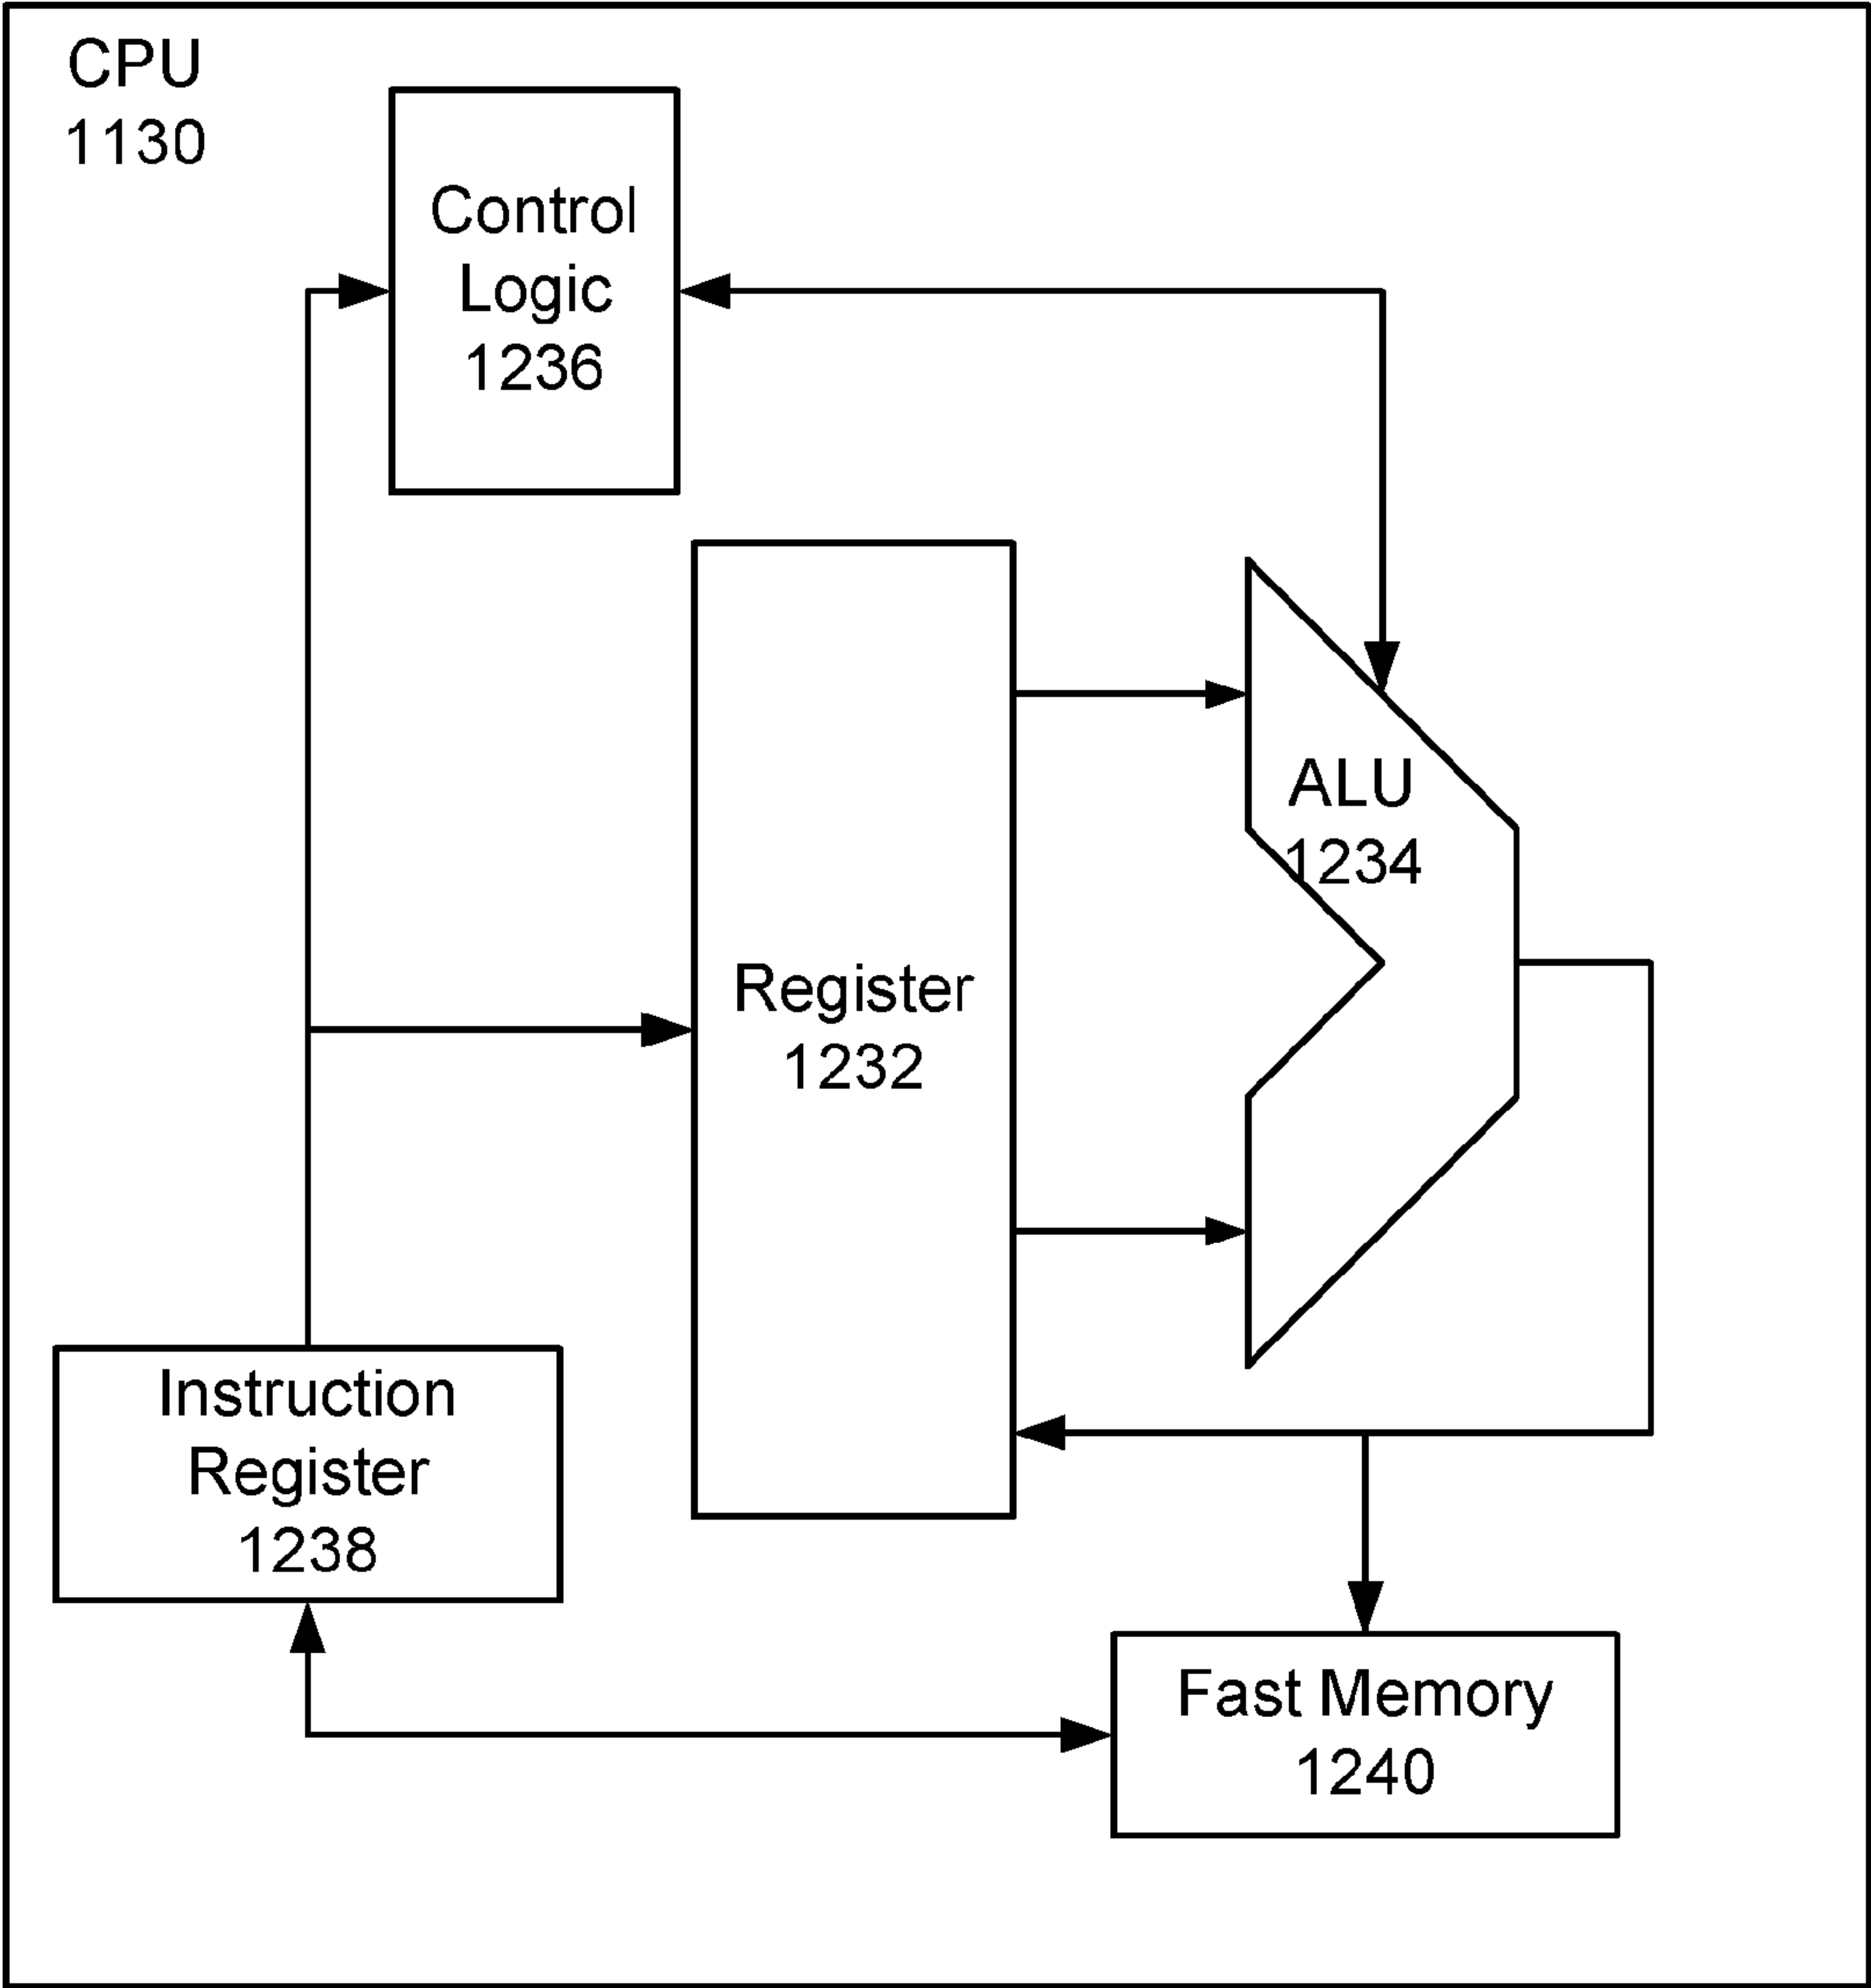 CPU
1130
Control
Logic
1236
ALU
1234
Register
1232
Instruction
Register
1238
Fast Memory
1240